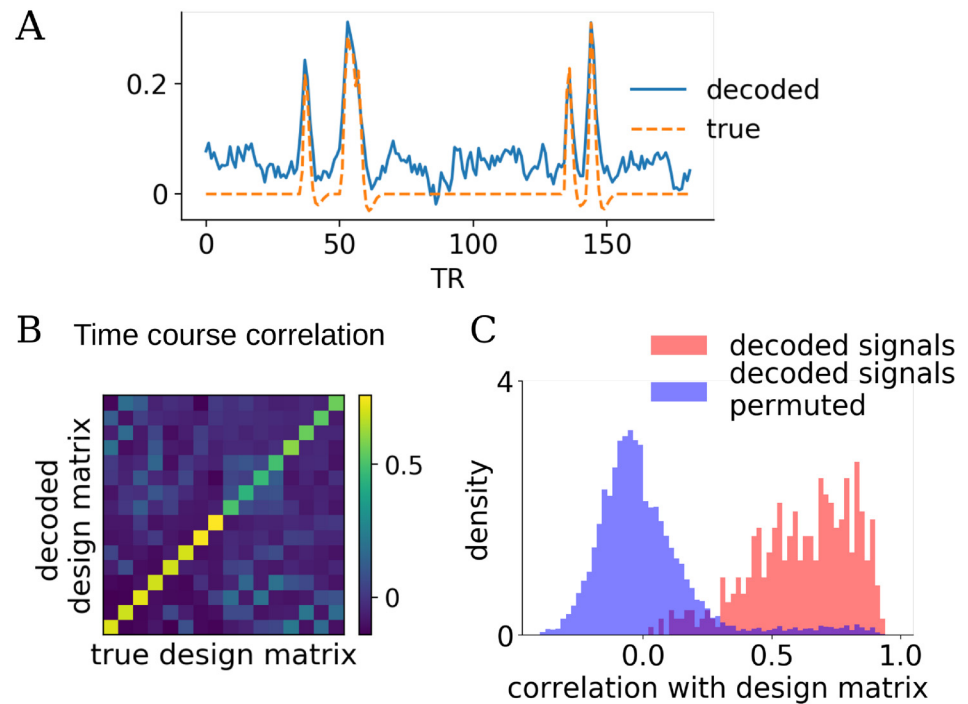 A
0.2
0
decoded
true
0
50
100
150
TR
B
Time course correlation
decoded
design matrix
true design matrix
0.5
0
C
decoded signals
decoded signals
permuted
4
0
density
0.0
0.5
1.0
correlation with design matrix